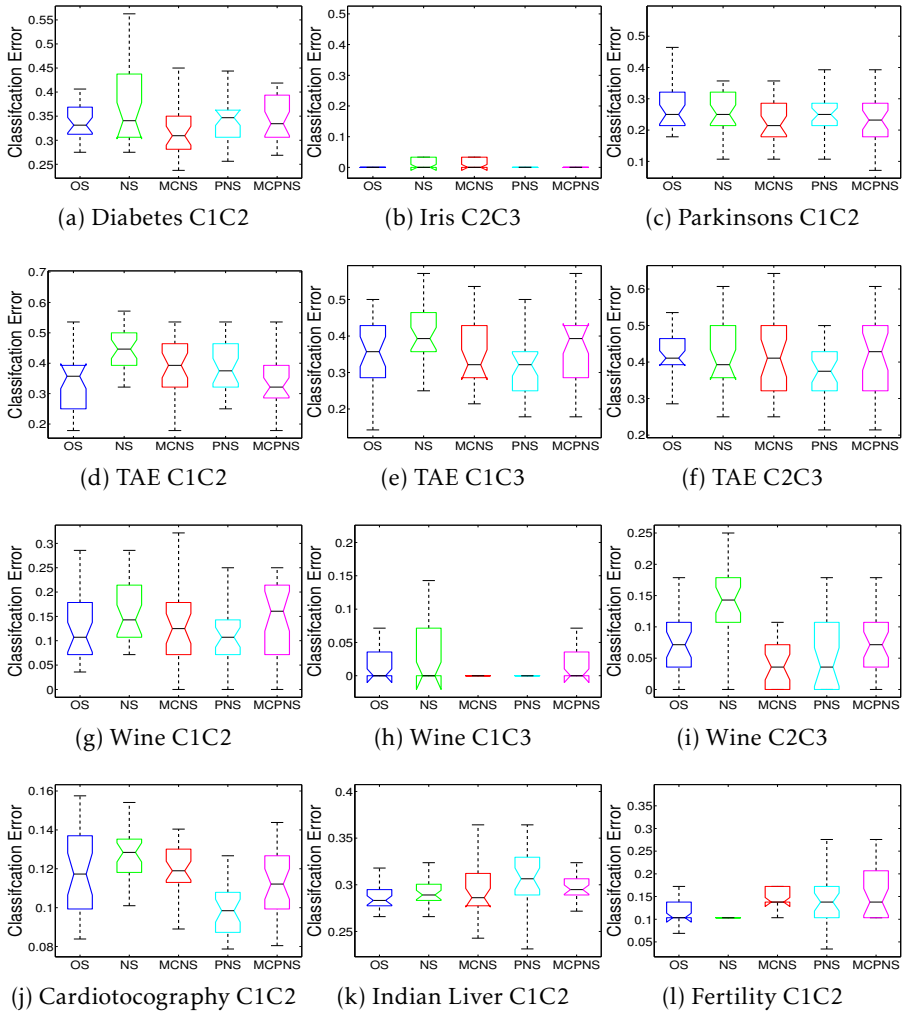 Classifcation Error
0.55
0.5
0.45
0.4
0.35
0.3
0.25
OS NS MCNS PNS MCPNS
(a) Diabetes C1C2
Classifcation Error
0.5
0.4
0.3
0.2
0.1
0
OS NS MCNS PNS MCPNS
(b) Iris C2C3
Classifcation Error
0.5
0.4
0.3
0.2
0.1
OS NS MCNS PNS MCPNS
(c) Parkinsons C1C2
Classifcation Error
0.7
0.6
0.5
0.4
0.3
0.2
OS NS MCNS PNS MCPNS
(d) TAE C1C2
Classifcation Error
0.5
0.4
0.3
0.2
OS NS MCNS PNS MCPNS
(e) TAE C1C3
Classifcation Error
0.6
0.5
0.4
0.3
0.2
OS NS MCNS PNS MCPNS
(f) TAE C2C3
Classifcation Error
0.3
0.25
0.2
0.15
0.1
0.05
0
OS NS MCNS PNS MCPNS
(g) Wine C1C2
Classifcation Error
0.2
0.15
0.1
0.05
0
OS NS MCNS PNS MCPNS
(h) Wine C1C3
Classifcation Error
0.25
0.2
0.15
0.1
0.05
0
OS NS MCNS PNS MCPNS
(i) Wine C2C3
Classifcation Error
0.16
0.14
0.12
0.1
0.08
OS NS MCNS PNS MCPNS
(j) Cardiotocography C1C2
Classifcation Error
0.4
0.35
0.3
0.25
OS NS MCNS PNS MCPNS
(k) Indian Liver C1C2
Classifcation Error
0.35
0.3
0.25
0.2
0.15
0.1
0.05
OS NS MCNS PNS MCPNS
(l) Fertility C1C2